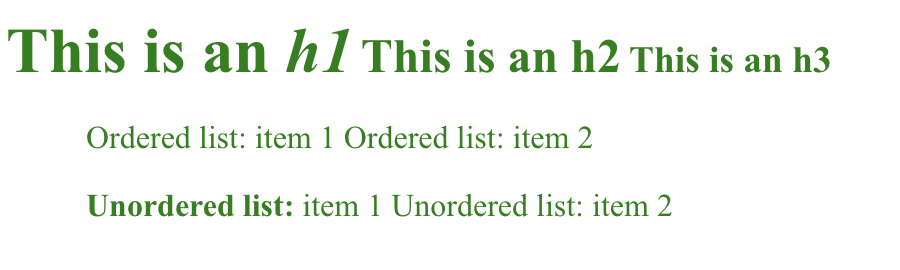 This is an h1 This is an h2 This is an h3
Ordered list: item 1 Ordered list: item 2
Unordered list: item 1 Unordered list: item 2